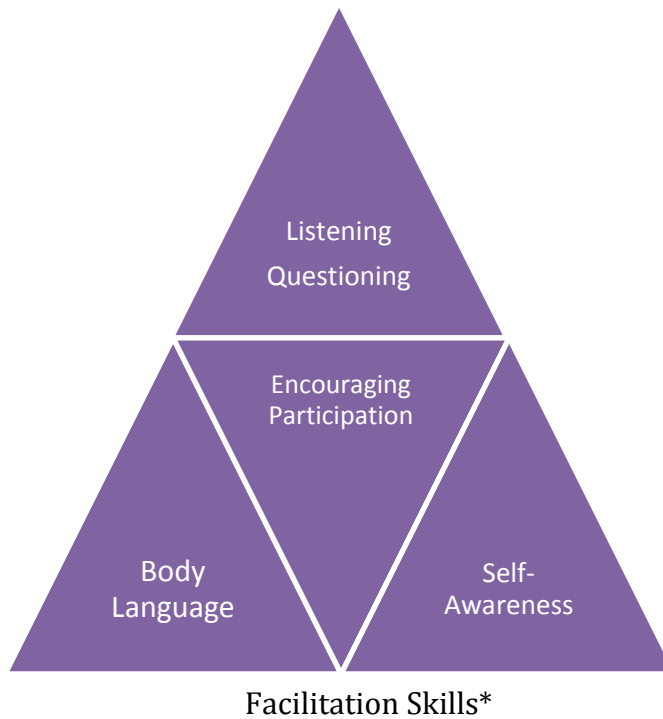 Listening
Questioning
Encouraging
Participation
Body
Language
Self-
Awareness
Facilitation Skills*